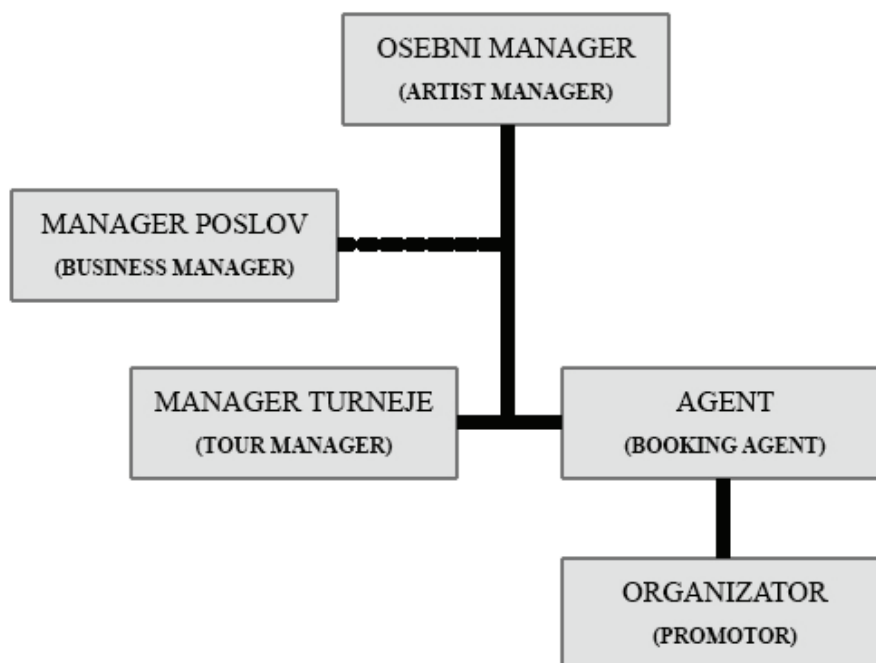 OSEBNI MANAGER
(ARTIST MANAGER)
MANAGER POSLOV
(BUSINESS MANAGER)
MANAGER TURNEJE
(TOUR MANAGER)
AGENT
(BOOKING AGENT)
ORGANIZATOR
(PROMOTOR)